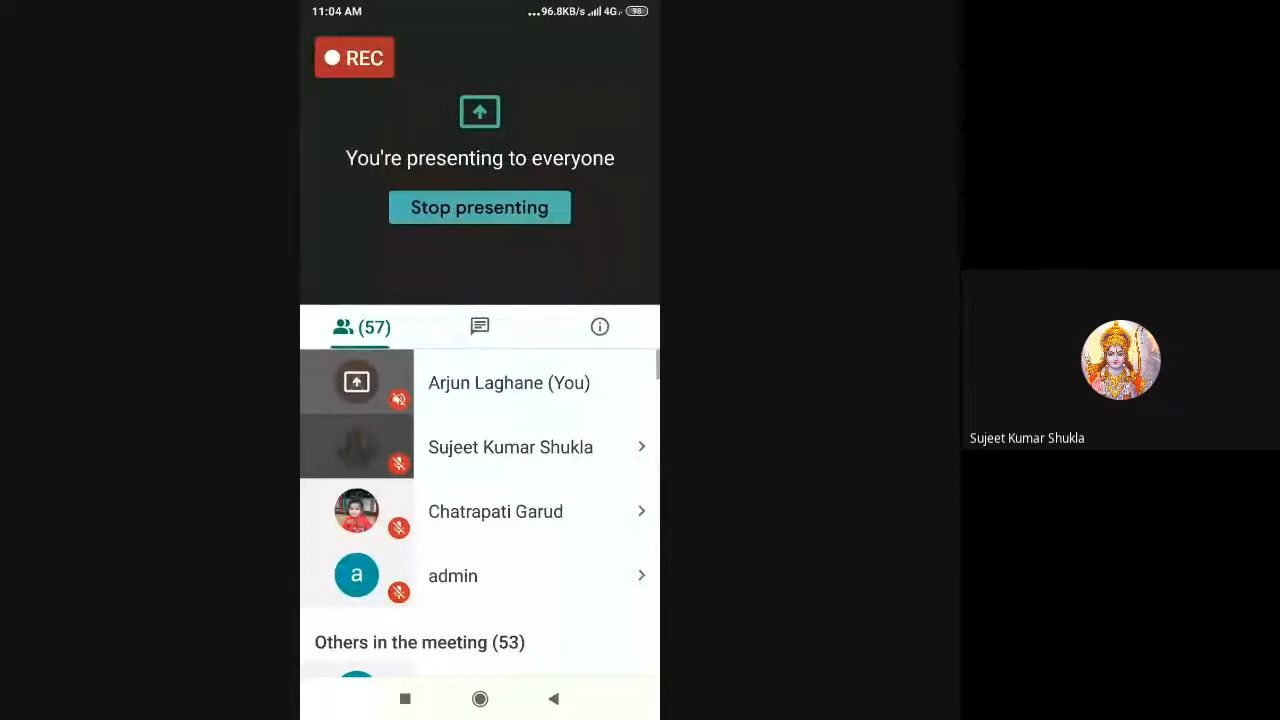 11:04 AM
...96.8KB/s 4G 98
REC
You're presenting to everyone
Stop presenting
(57)
Arjun Laghane (You)
Sujeet Kumar Shukla
Chatrapati Garud
a
admin
Others in the meeting (53)
Sujeet Kumar Shukla